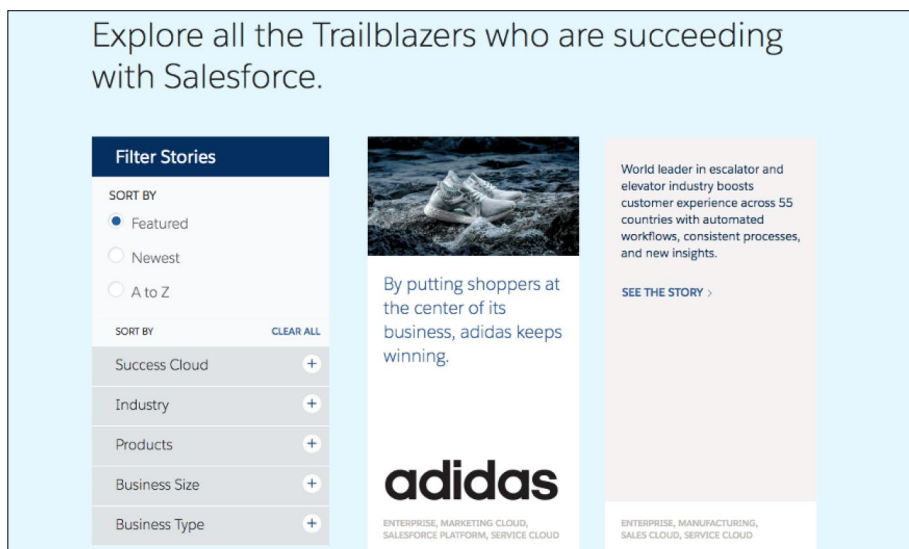 Explore all the Trailblazers who are succeeding
with Salesforce.
Filter Stories
SORT BY
Featured
Newest
A to Z
SORT BY CLEAR ALL
Success Cloud +
Industry +
Products +
Business Size +
Business Type +
By putting shoppers at
the center of its
business, adidas keeps
winning.
adidas
ENTERPRISE, MARKETING CLOUD,
SALESFORCE PLATFORM, SERVICE CLOUD
World leader in escalator and
elevator industry boosts
customer experience across 55
countries with automated
workflows, consistent processes,
and new insights.
SEE THE STORY >
ENTERPRISE, MANUFACTURING,
SALES CLOUD, SERVICE CLOUD